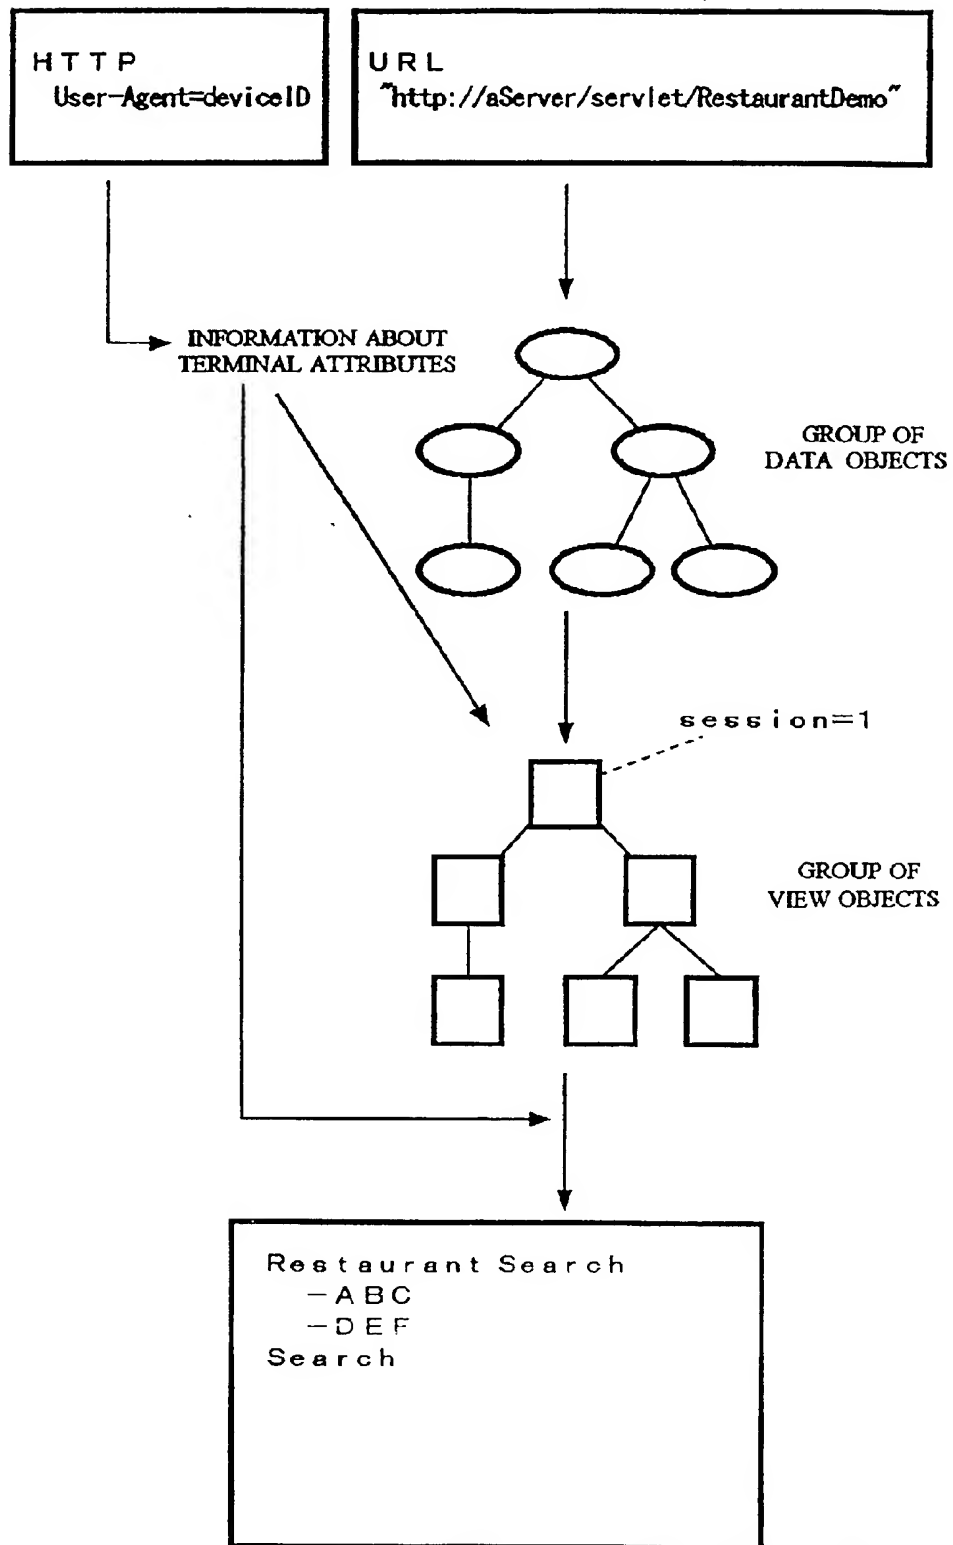 HTTP
User-Agent=deviceID
URL
"http://aServer/servlet/RestaurantDemo"
INFORMATION ABOUT
TERMINAL ATTRIBUTES
GROUP OF
DATA OBJECTS
session=1
GROUP OF
VIEW OBJECTS
Restaurant Search
-ABC
-DEF
Search